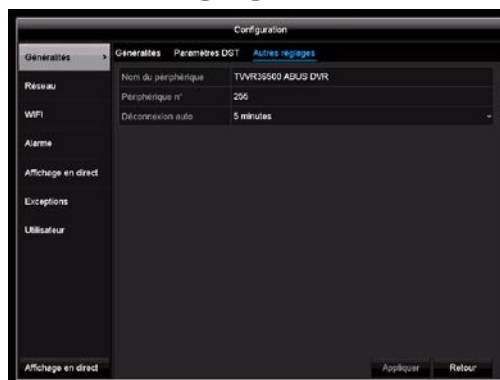 Configuration
Généralités
Réseau
WIFI
Alarme
Affichage en direct
Exceptions
Utilisateur
Affichage en direct
Généralités Paramètres DST Autres réglages
Nom du périphérique TVVR36500 ABUS DVR
Périphérique n° 255
Déconnexion auto 5 minutes
Appliquer Retour